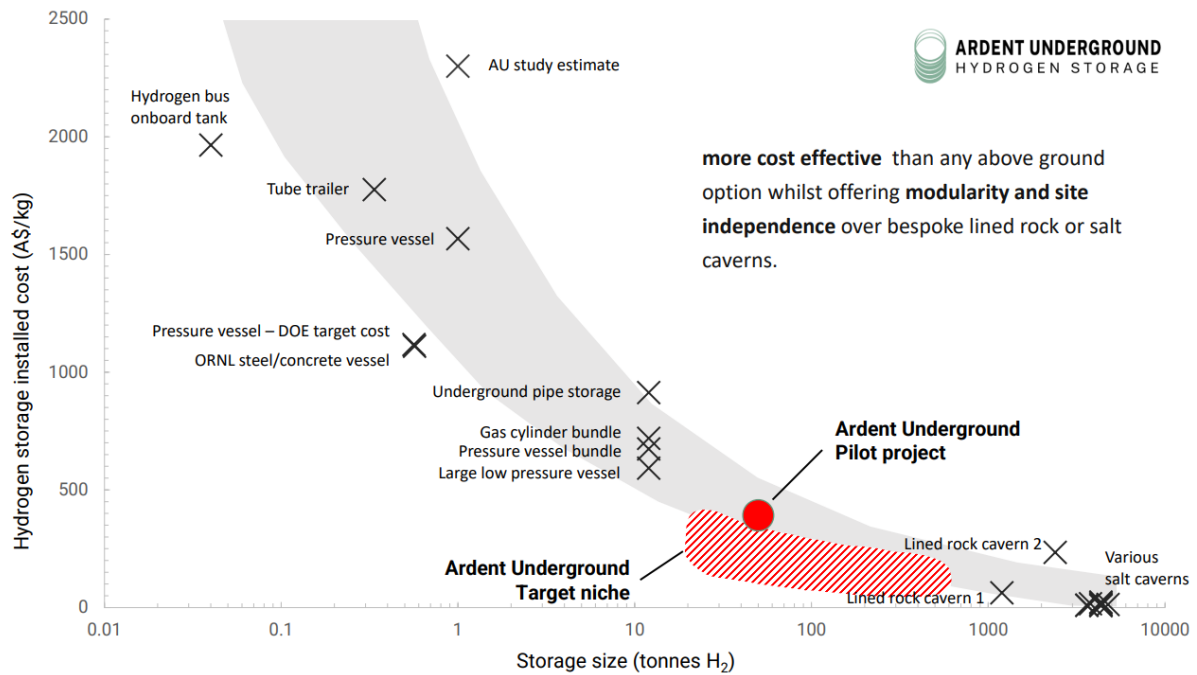 2500
2000
1500
1000
500
0
Hydrogen storage installed cost (A$/kg)
ARDENT UNDERGROUND
HYDROGEN STORAGE
AU study estimate
Hydrogen bus
onboard tank
more cost effective than any above ground
option whilst offering modularity and site
independence over bespoke lined rock or salt
caverns.
Tube trailer
Pressure vessel
Pressure vessel – DOE target cost
ORNL steel/concrete vessel
Underground pipe storage
Gas cylinder bundle
Pressure vessel bundle
Large low pressure vessel
Ardent Underground
Pilot project
Ardent Underground
Target niche
Lined rock cavern 2
Lined rock cavern 1
Various
salt caverns
0.01 0.1 1 10 100 1000 10000
Storage size (tonnes H₂)